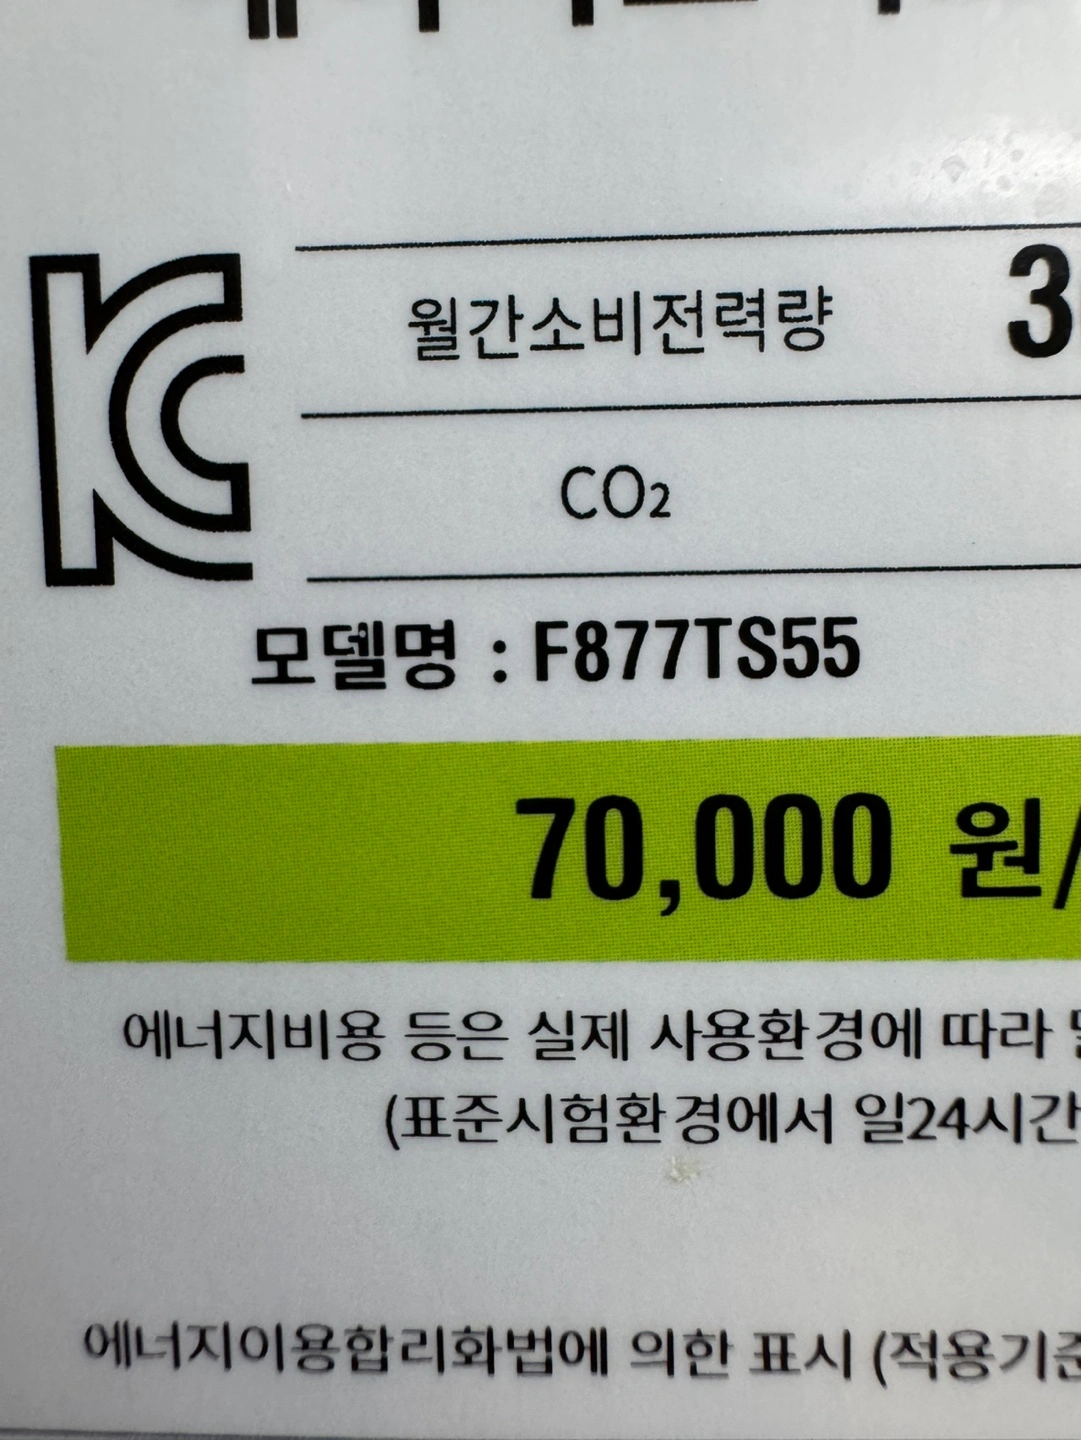 월간소비전력량 3
CO₂
모델명 : F877TS55
70,000 원/
에너지비용 등은 실제 사용환경에 따라
(표준시험환경에서 일24시간
에너지이용합리화법에 의한 표시 (적용기준